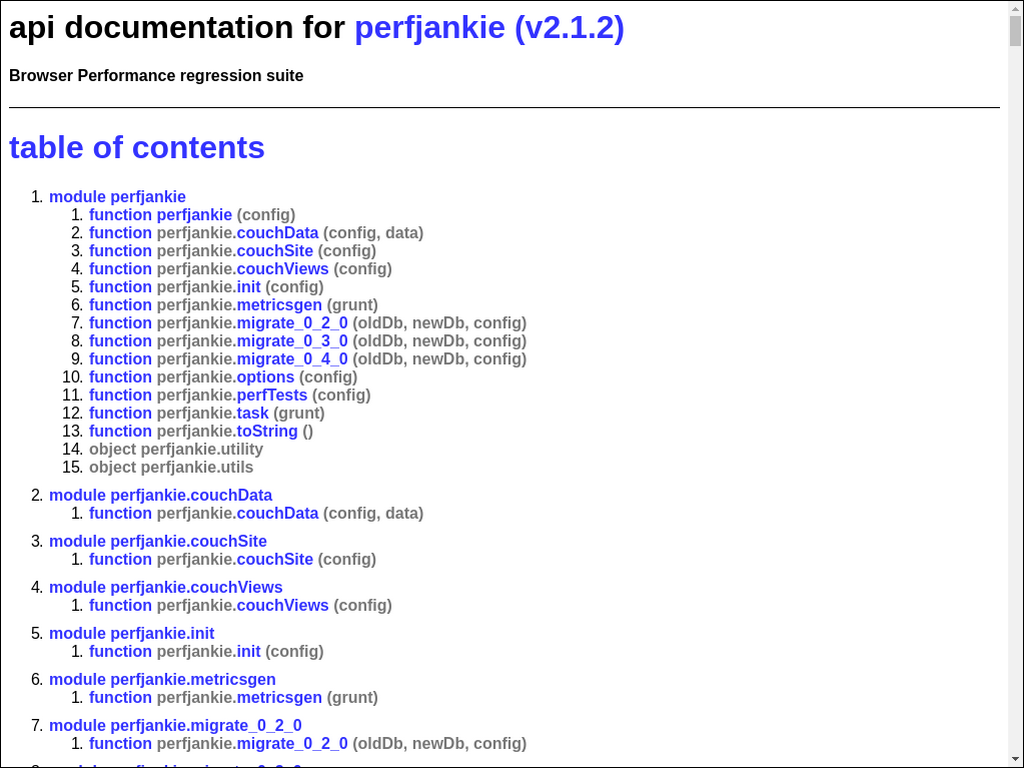 api documentation for perfjankie (v2.1.2)
Browser Performance regression suite
table of contents
1. module perfjankie
1. function perfjankie (config)
2. function perfjankie.couchData (config, data)
3. function perfjankie.couchSite (config)
4. function perfjankie.couchViews (config)
5. function perfjankie.init (config)
6. function perfjankie.metricsgen (grunt)
7. function perfjankie.migrate_0_2_0 (oldDb, newDb, config)
8. function perfjankie.migrate_0_3_0 (oldDb, newDb, config)
9. function perfjankie.migrate_0_4_0 (oldDb, newDb, config)
10. function perfjankie.options (config)
11. function perfjankie.perfTests (config)
12. function perfjankie.task (grunt)
13. function perfjankie.toString ()
14. object perfjankie.utility
15. object perfjankie.utils
2. module perfjankie.couchData
1. function perfjankie.couchData (config, data)
3. module perfjankie.couchSite
1. function perfjankie.couchSite (config)
4. module perfjankie.couchViews
1. function perfjankie.couchViews (config)
5. module perfjankie.init
1. function perfjankie.init (config)
6. module perfjankie.metricsgen
1. function perfjankie.metricsgen (grunt)
7. module perfjankie.migrate_0_2_0
1. function perfjankie.migrate_0_2_0 (oldDb, newDb, config)